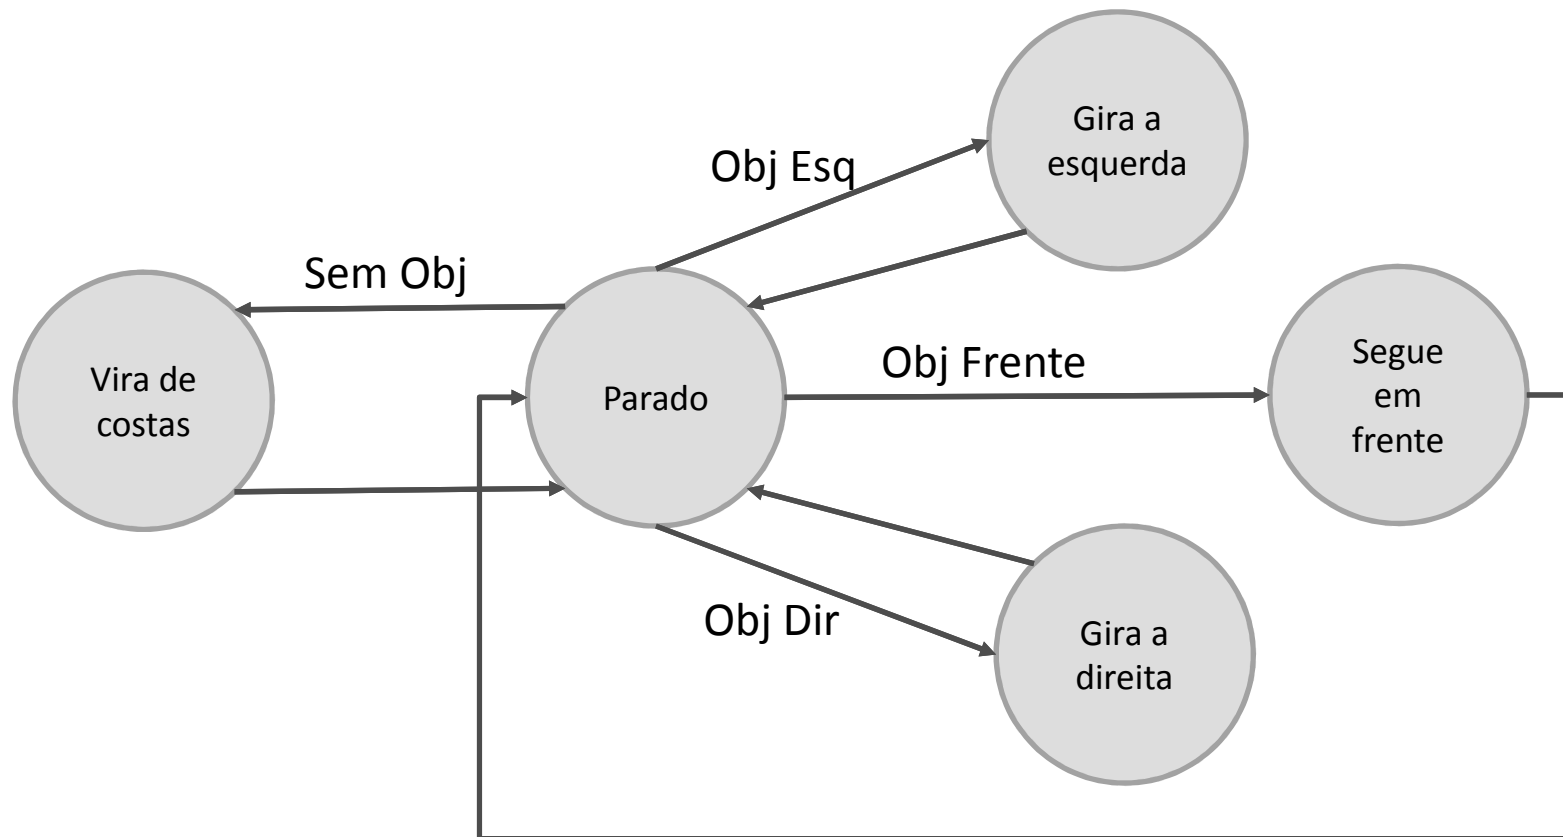 Gira a
esquerda
Obj Esq
Sem Obj
Vira de
costas
Parado
Obj Frente
Segue
em
frente
Obj Dir
Gira a
direita